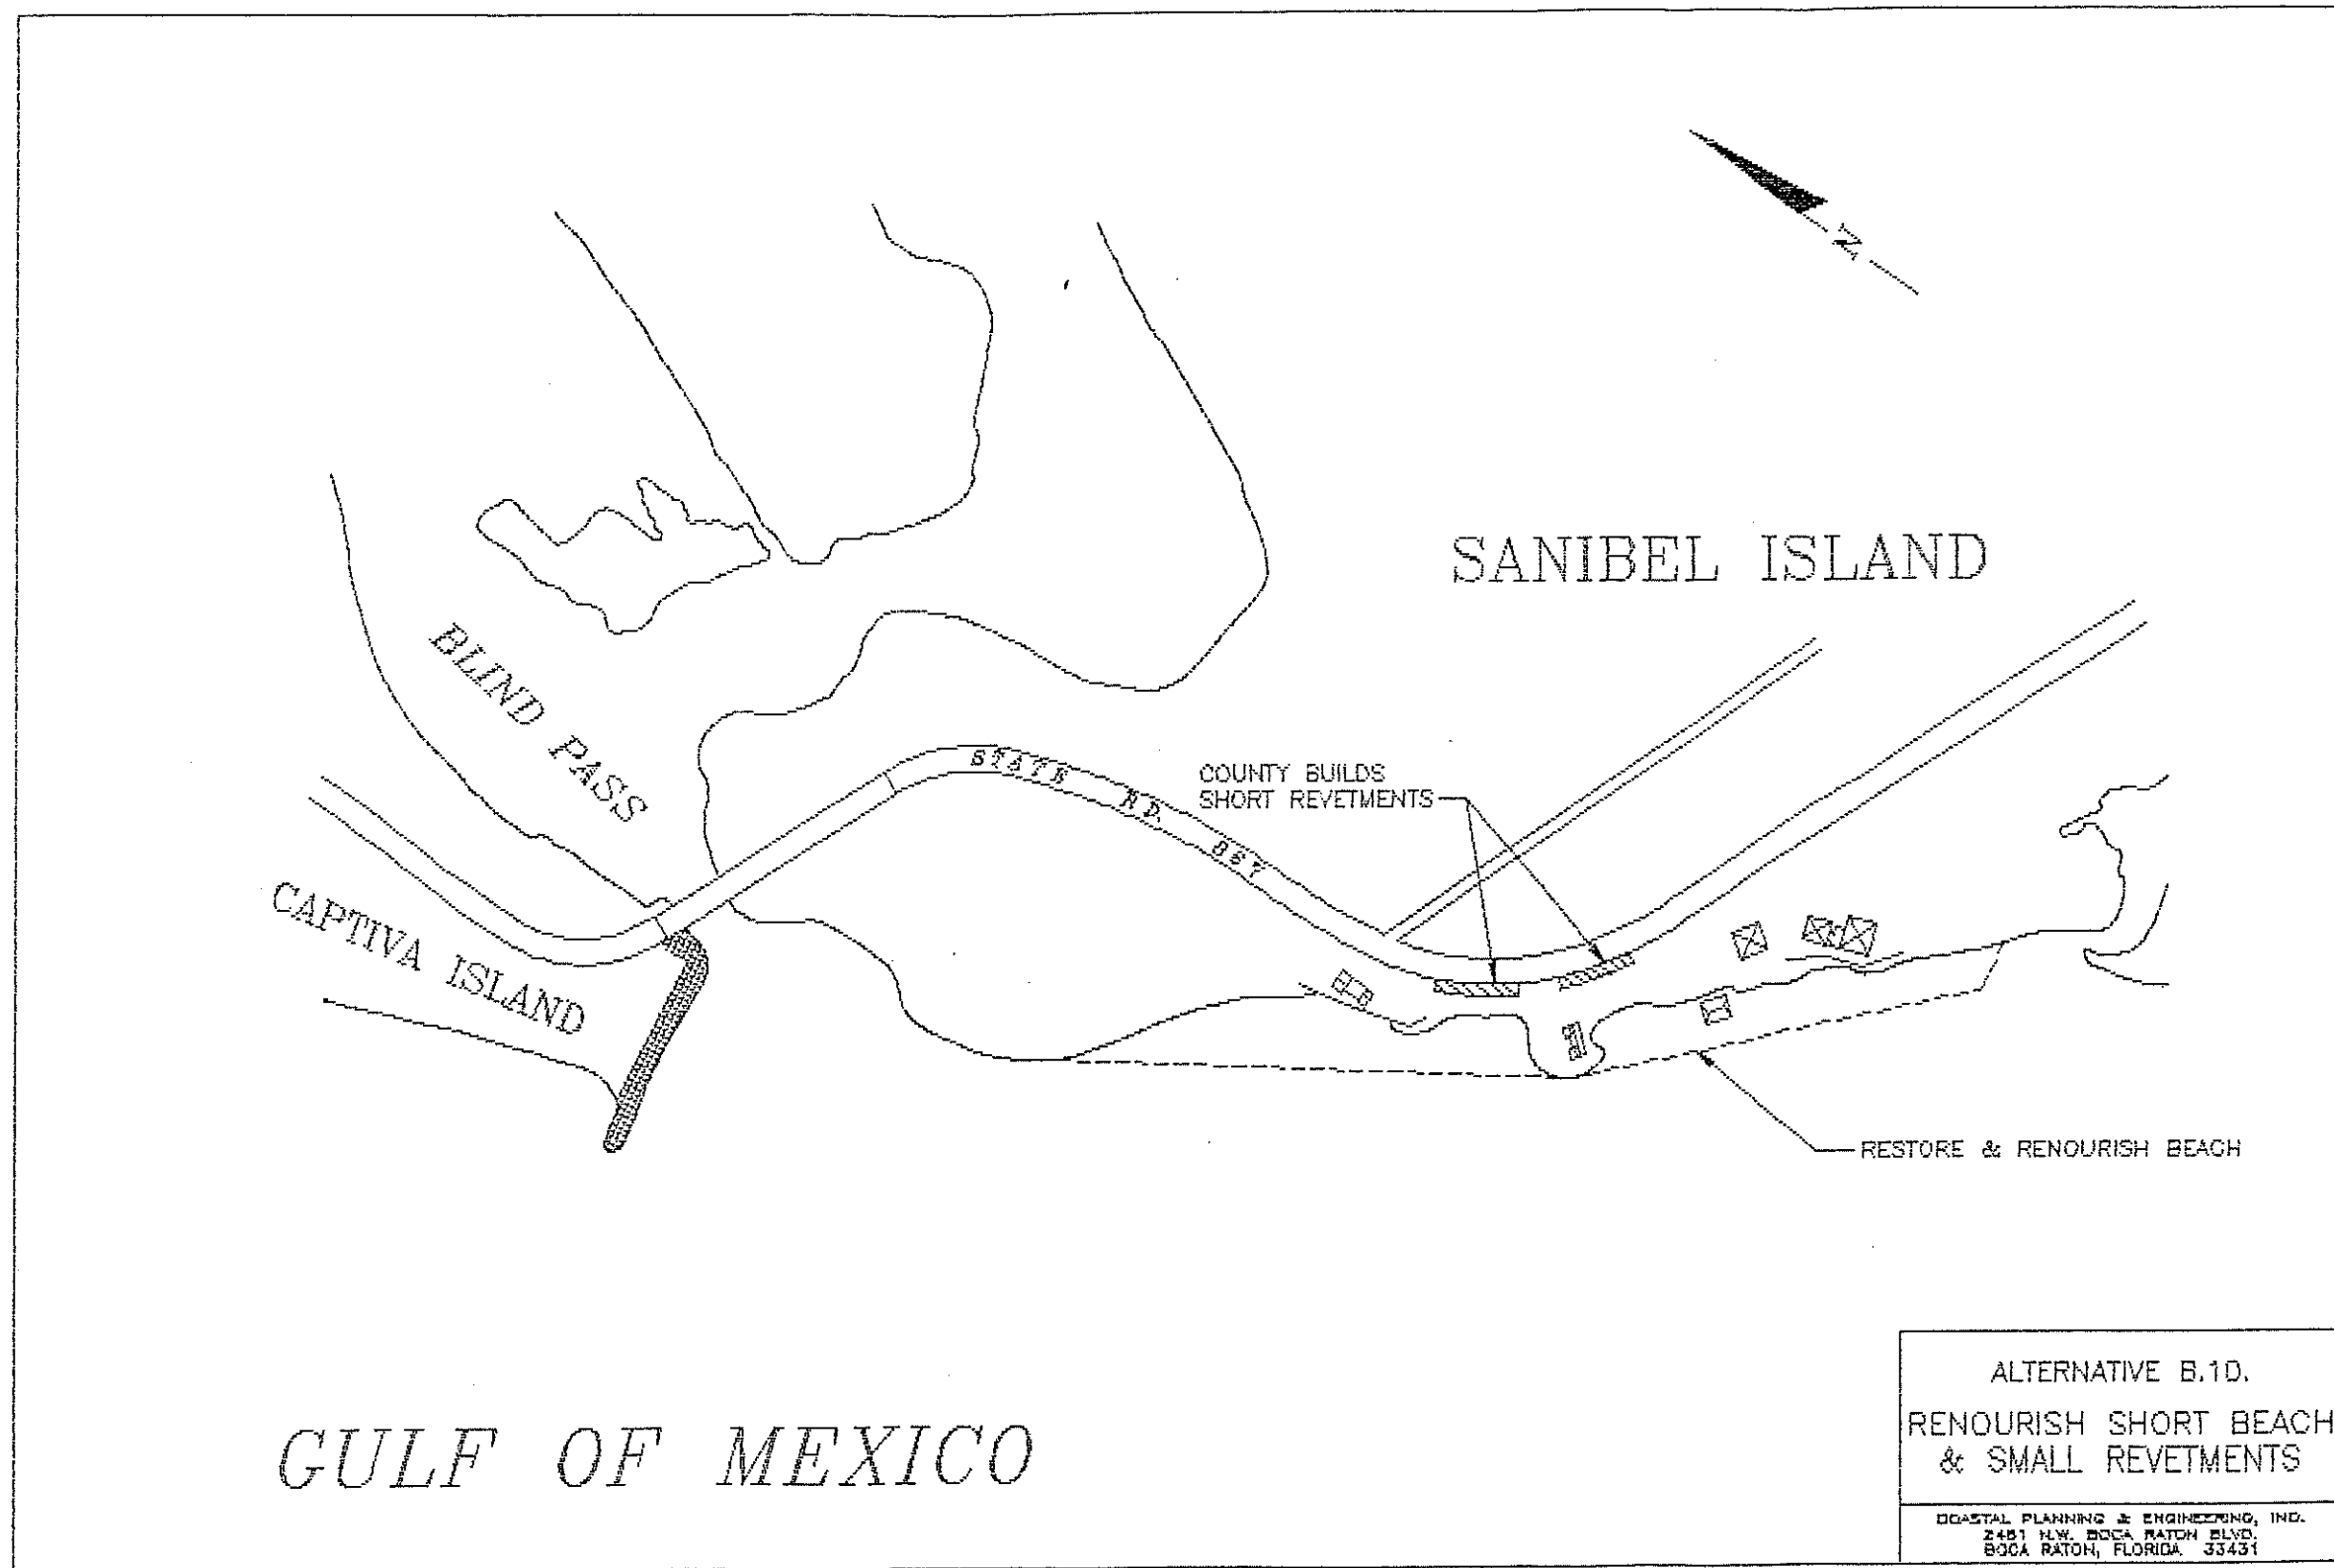 N
SANIBEL ISLAND
BLIND PASS
STATE RD. 867
COUNTY BUILDS
SHORT REVETMENTS
CAPTIVA ISLAND
RESTORE & RENOURISH BEACH
GULF OF MEXICO
ALTERNATIVE B.1D.
RENOURISH SHORT BEACH
& SMALL REVETMENTS
COASTAL PLANNING & ENGINEERING, INC.
2481 N.W. BOCA RATON BLVD.
BOCA RATON, FLORIDA 33431